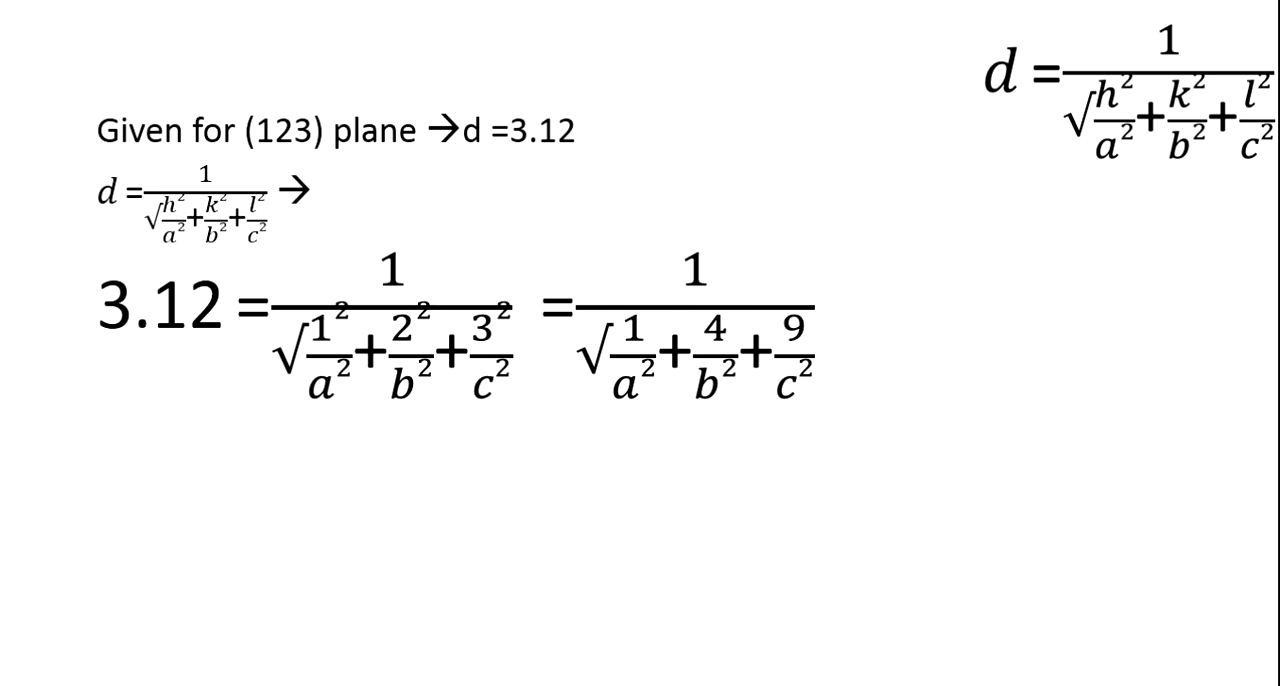 d = 1 / √ h²/a² + k²/b² + l²/c²
Given for (123) plane → d =3.12
d = 1 / √ h²/a² + k²/b² + l²/c² →
3.12 = 1 / √ 1²/a² + 2²/b² + 3²/c² = 1 / √ 1/a² + 4/b² + 9/c²